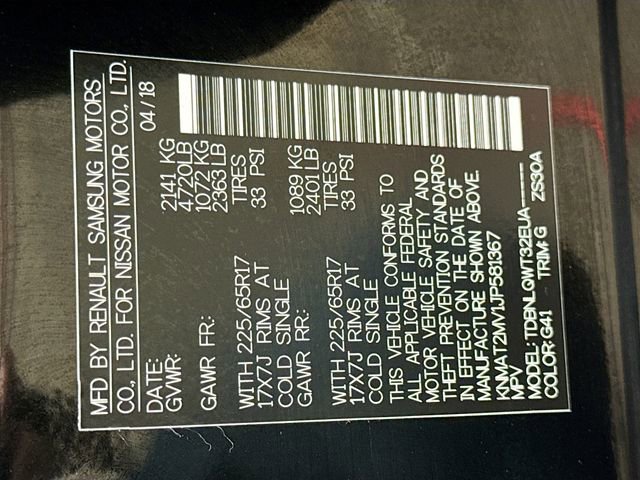 MFD BY RENAULT SAMSUNG MOTORS
CO., LTD. FOR NISSAN MOTOR CO., LTD.
DATE: 04/18
GVWR: 2141 KG
4720LB
GAWR FR: 1072 KG
2363 LB
WITH 225/65R17 TIRES
17X7J RIMS AT 33 PSI
COLD SINGLE
GAWR RR: 1089 KG
2401 LB
WITH 225/65R17 TIRES
17X7J RIMS AT 33 PSI
COLD SINGLE
THIS VEHICLE CONFORMS TO
ALL APPLICABLE FEDERAL
MOTOR VEHICLE SAFETY AND
THEFT PREVENTION STANDARDS
IN EFFECT ON THE DATE OF
MANUFACTURE SHOWN ABOVE.
KNMAT2MV1JP581367
MPV
MODEL: TDBNLQWT32EUA-----
COLOR: G41 TRIM: G ZS30A